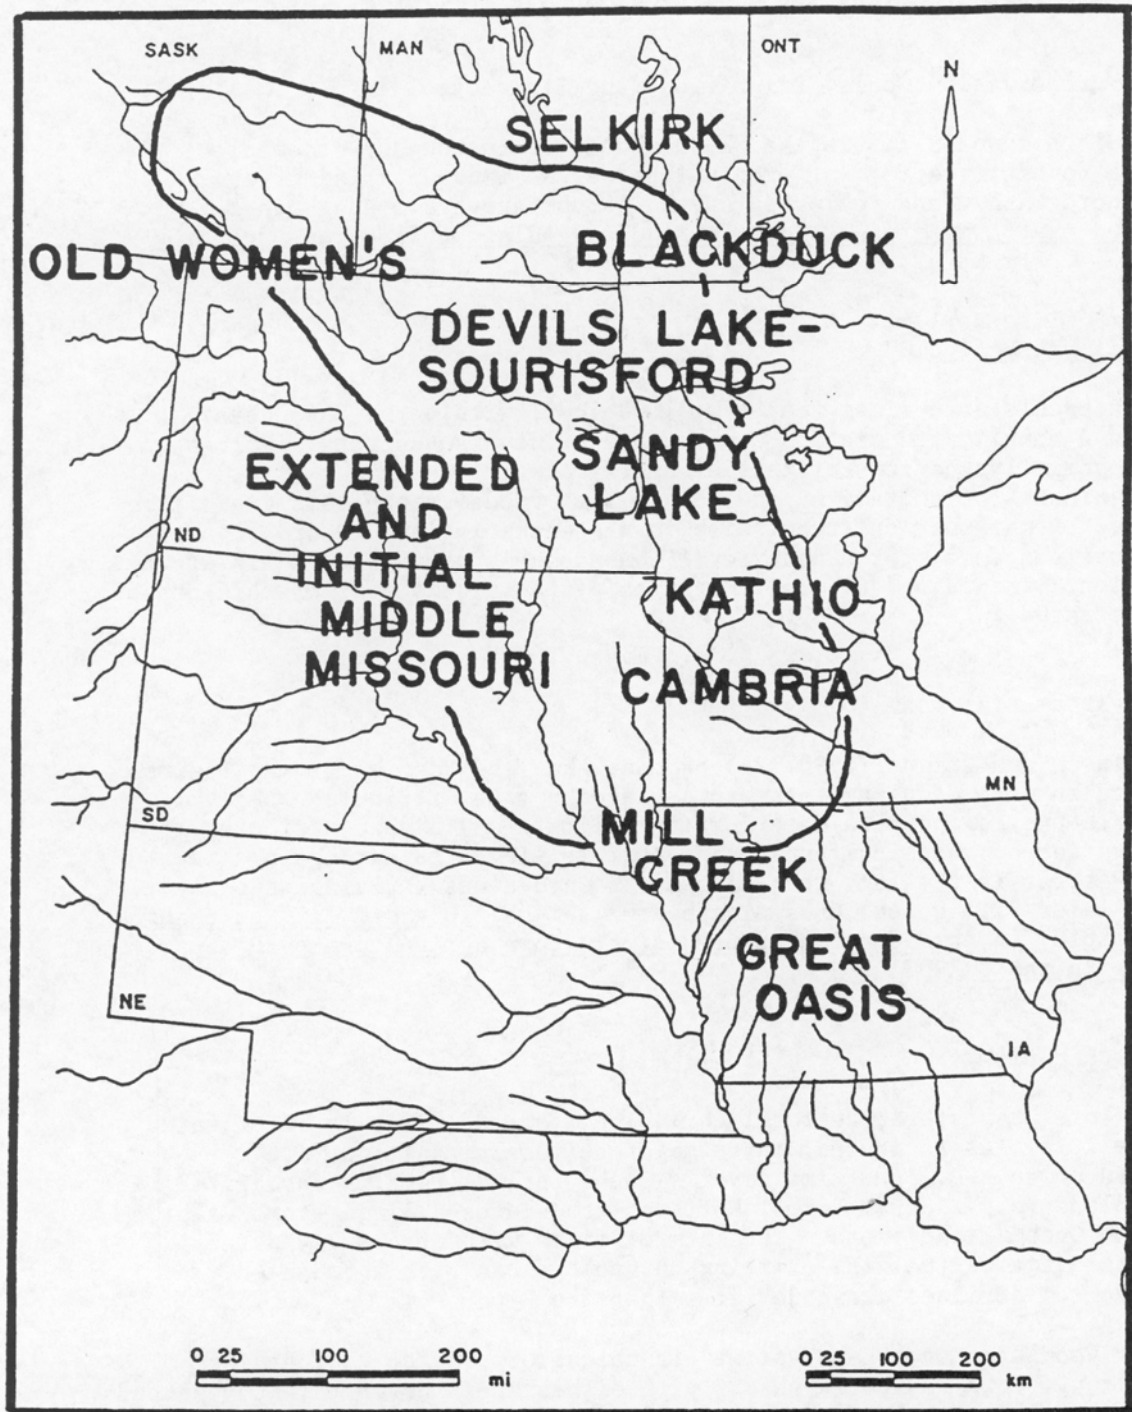 SASK
MAN
ONT
N
SELKIRK
OLD WOMEN'S
BLACKDUCK
DEVILS LAKE-
SOURISFORD
SANDY
LAKE
EXTENDED
AND
INITIAL
MIDDLE
MISSOURI
ND
KATHIO
CAMBRIA
MN
SD
MILL
CREEK
GREAT
OASIS
NE
IA
0 25 100 200
mi
0 25 100 200
km